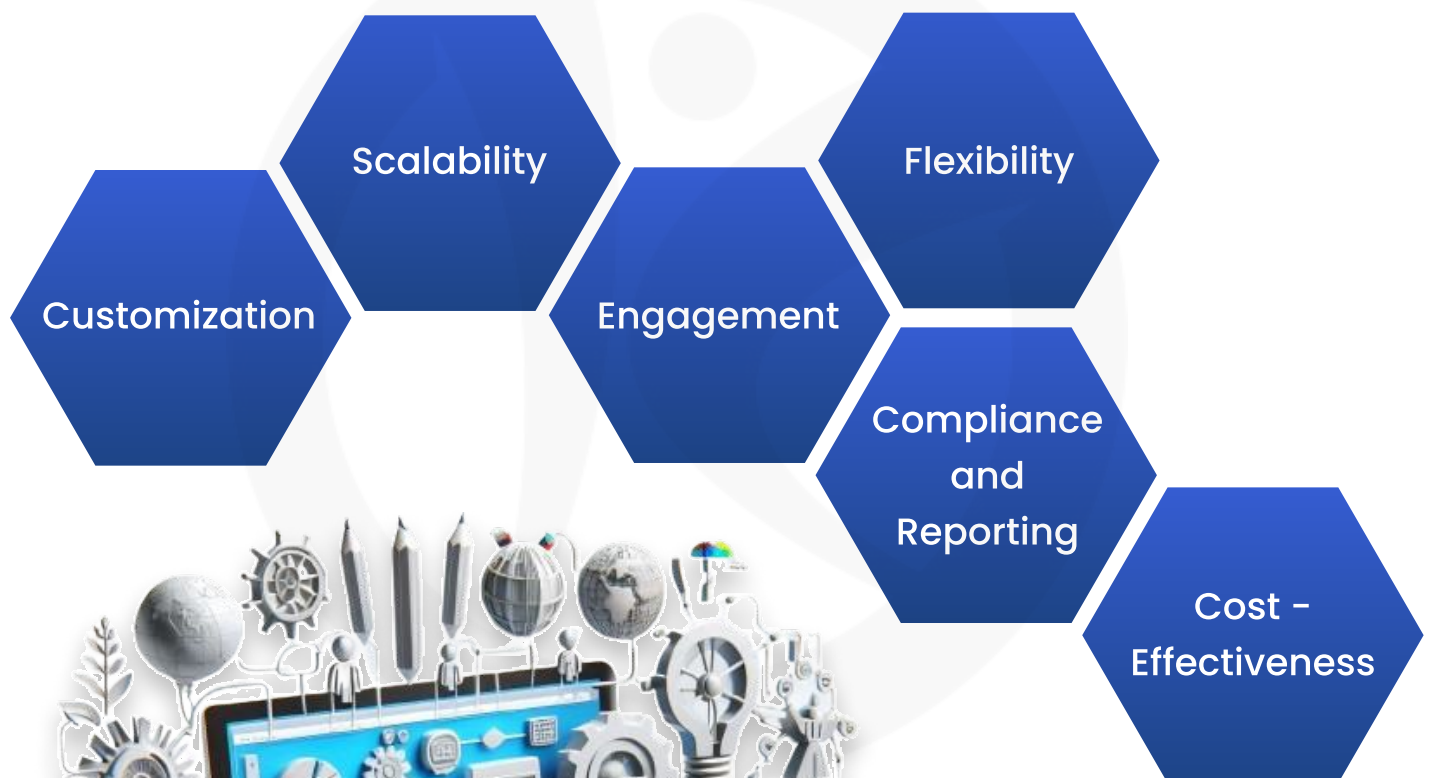 Scalability
Flexibility
Customization
Engagement
Compliance
and
Reporting
Cost -
Effectiveness